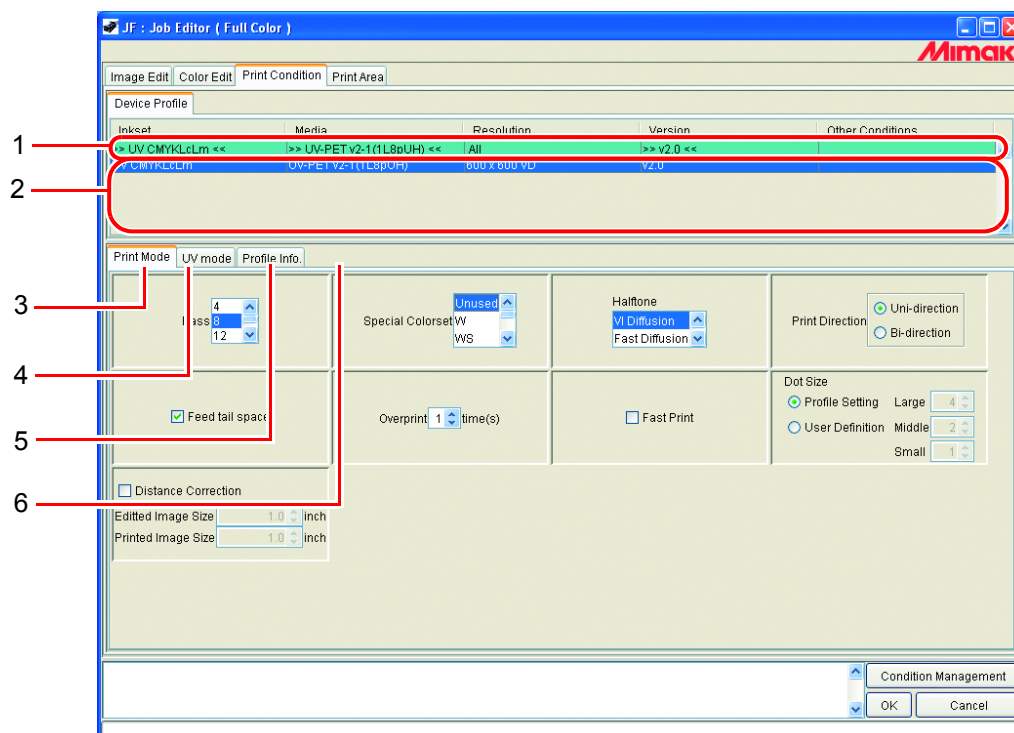 JF : Job Editor ( Full Color )
Mimak
Image Edit Color Edit Print Condition Print Area
Device Profile
Inkset Media Resolution Version Other Conditions
1
>> UV CMYKLcLm << >> UV-PET v2-1(1L8pUH) << All >> v2.0 <<
UV CMYKLcLm UV-PET v2-1(1L8pUH) 600 x 600 VD v2.0
2
Print Mode UV mode Profile Info.
3
4
8
12
Special Colorset
Unused
W
WS
Halftone
VI Diffusion
Fast Diffusion
Print Direction
Uni-direction
Bi-direction
4
Feed tail space
Overprint 1 time(s)
Fast Print
Dot Size
Profile Setting Large 4
User Definition Middle 2
Small 1
5
6
Distance Correction
Editted Image Size 1.0 inch
Printed Image Size 1.0 inch
Condition Management
OK Cancel